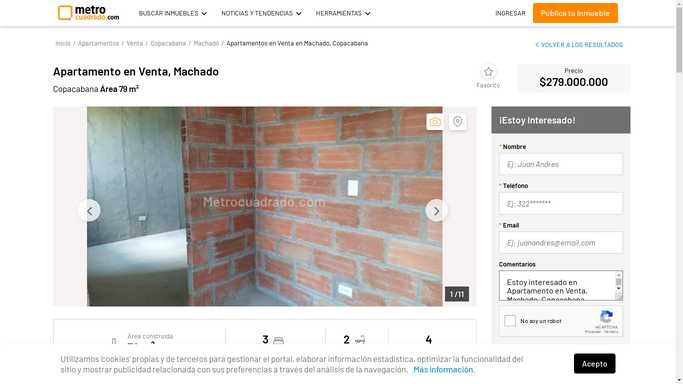 metro
cuadrado.com
BUSCAR INMUEBLES
NOTICIAS Y TENDENCIAS
HERRAMIENTAS
INGRESAR
Publica tu Inmueble
Inicio / Apartamentos / Venta / Copacabana / Machado / Apartamentos en Venta en Machado, Copacabana
VOLVER A LOS RESULTADOS
Apartamento en Venta, Machado
Copacabana Área 79 m²
Favorito
Precio
$279.000.000
Metrocuadrado.com
1 / 11
¡Estoy Interesado!
* Nombre
Ej: Juan Andres
* Teléfono
Ej: 322*******
* Email
Ej: juanandres@email.com
Comentarios
Estoy interesado en
Apartamento en Venta,
Machado, Copacabana
No soy un robot
reCAPTCHA
Privacidad - Términos
Área construida
3
2
4
Utilizamos 'cookies' propias y de terceros para gestionar el portal, elaborar información estadística, optimizar la funcionalidad del
sitio y mostrar publicidad relacionada con sus preferencias a través del análisis de la navegación. Más información.
Acepto